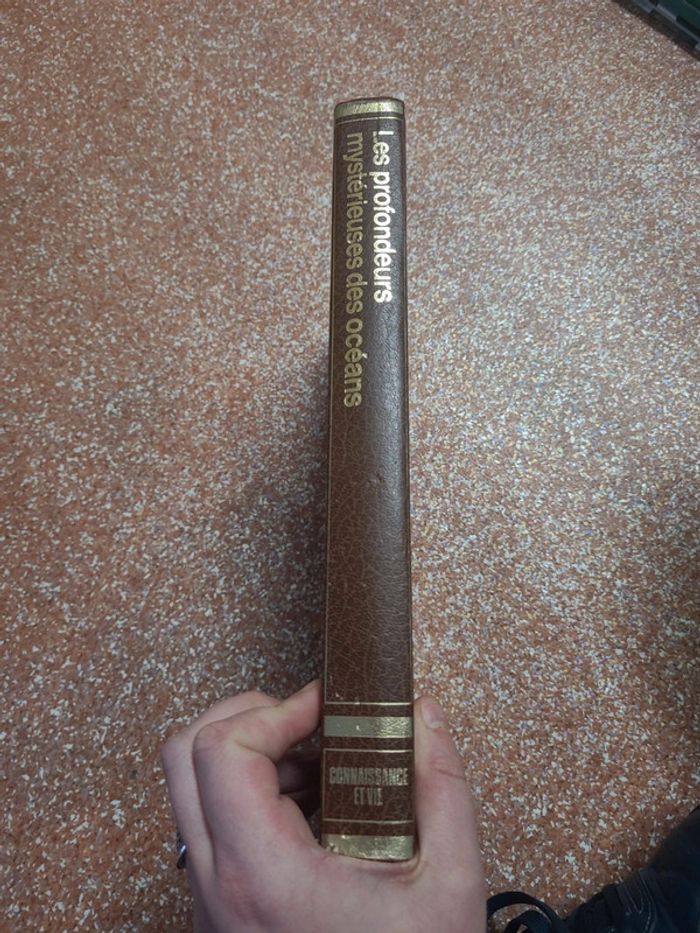 Les profondeurs
mystérieuses des océans
CONNAISSANCE
ET VIE